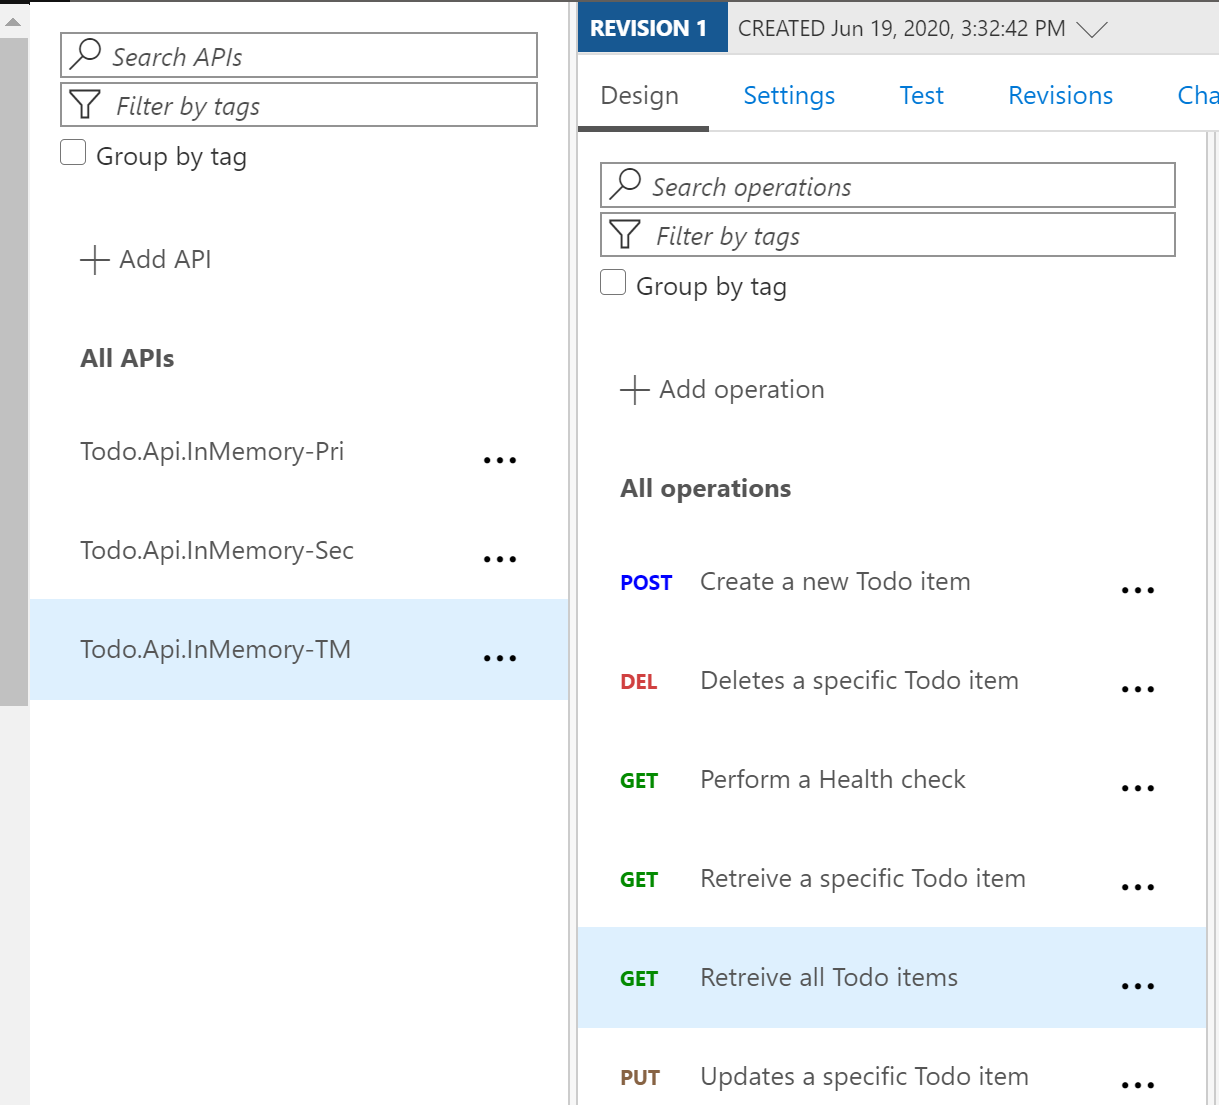 Search APIs
Filter by tags
Group by tag
Add API
All APIs
Todo.Api.InMemory-Pri
Todo.Api.InMemory-Sec
Todo.Api.InMemory-TM
REVISION 1 CREATED Jun 19, 2020, 3:32:42 PM
Design Settings Test Revisions Cha
Search operations
Filter by tags
Group by tag
Add operation
All operations
POST Create a new Todo item
DEL Deletes a specific Todo item
GET Perform a Health check
GET Retreive a specific Todo item
GET Retreive all Todo items
PUT Updates a specific Todo item